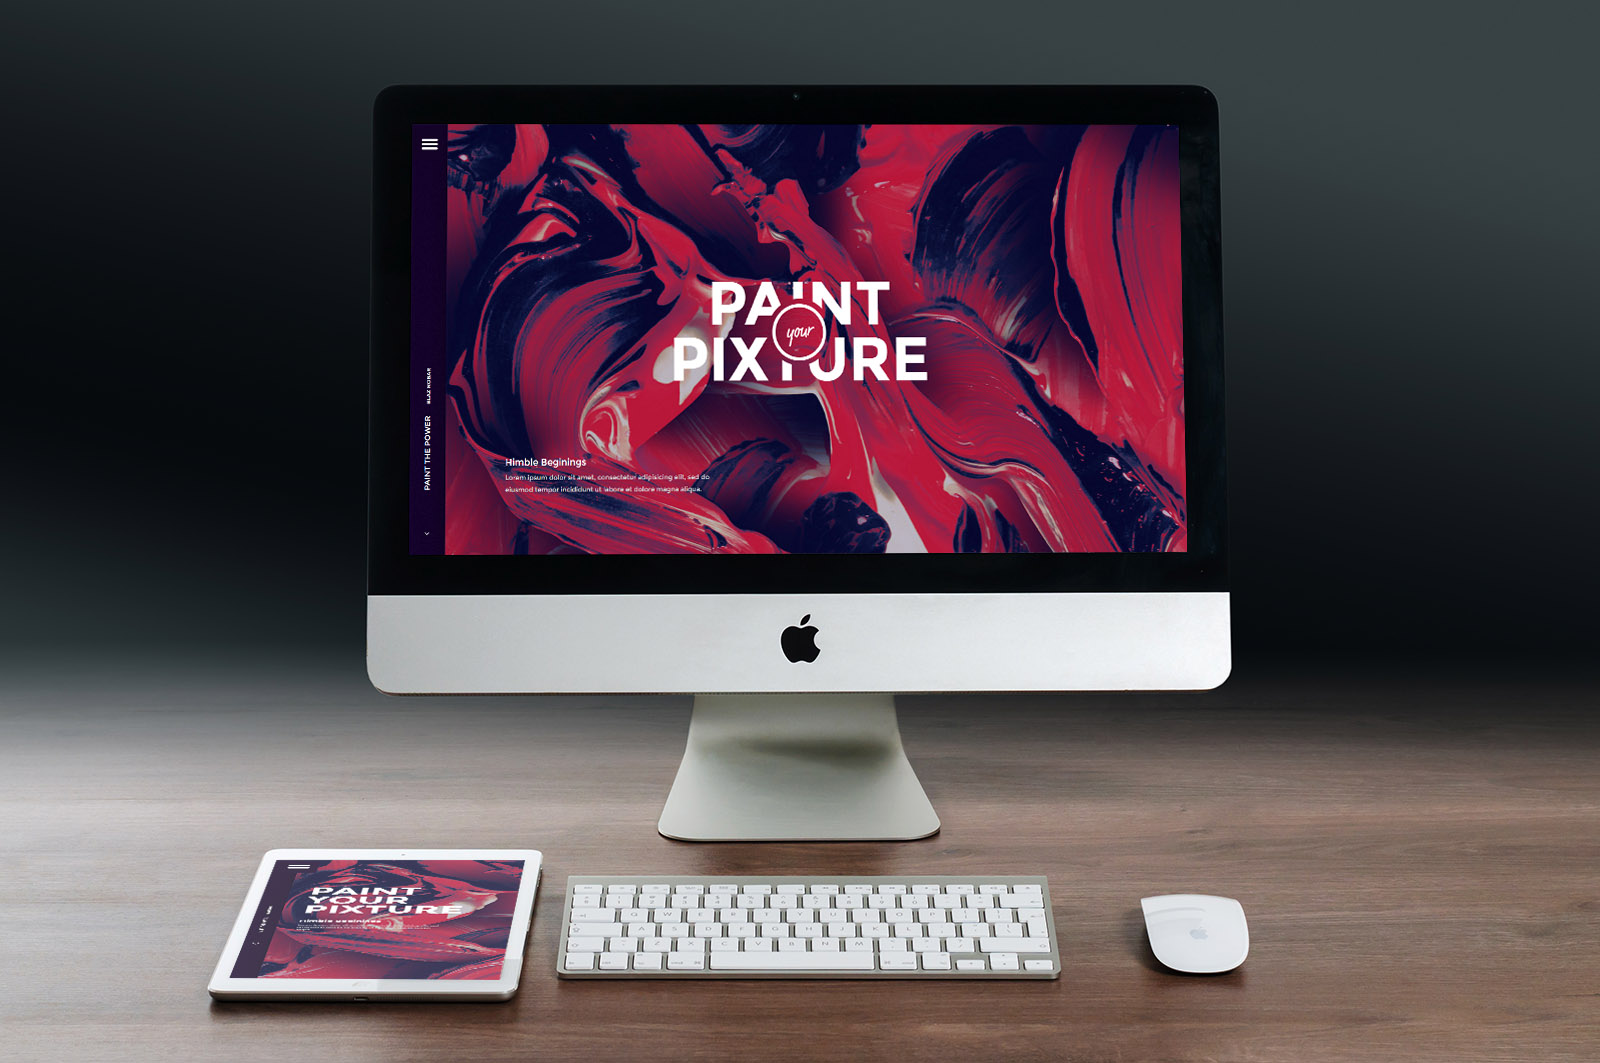 PAINT
your
PIXTURE
BLAZ ROBAR
PAINT THE POWER
Himble Beginings
Lorem ipsum dolor sit amet, consectetur adipisicing elit, sed do
eiusmod tempor incididunt ut labore et dolore magna aliqua.
PAINT
YOUR
PIXTURE
Himble Beginings
Q W E R T Y U I O P
A S D F G H J K L
Z X C V B N M